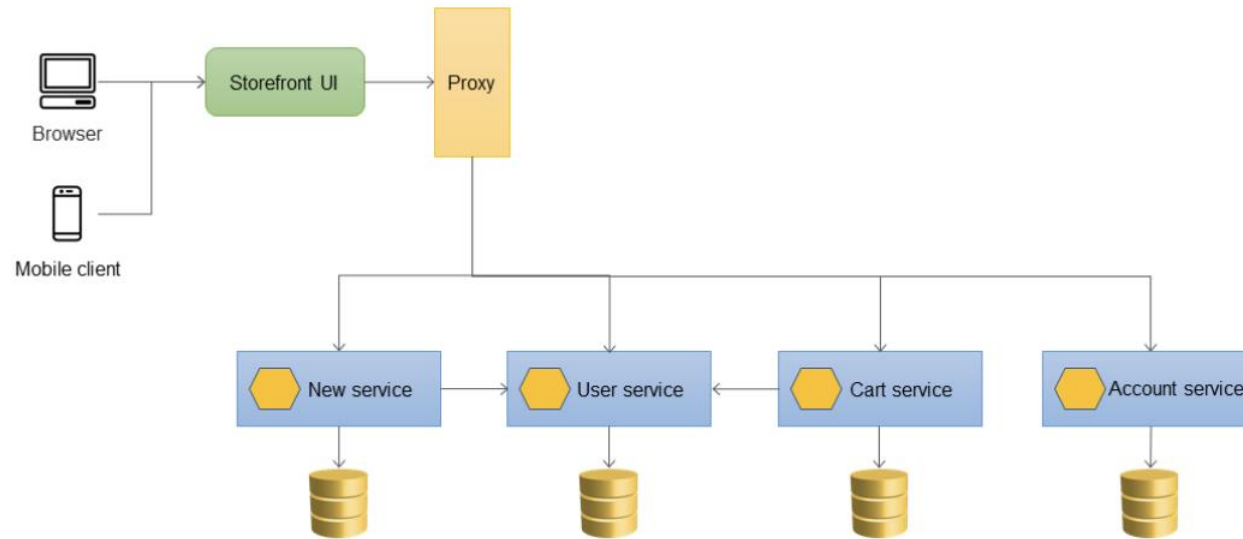 Storefront UI
Proxy
Browser
Mobile client
New service
User service
Cart service
Account service